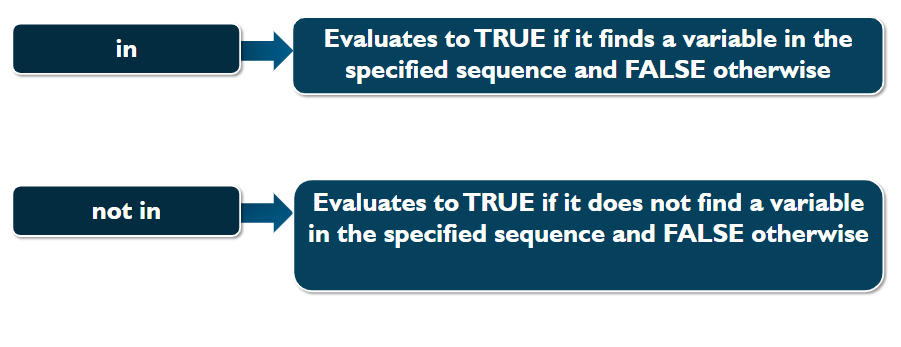 in
Evaluates to TRUE if it finds a variable in the
specified sequence and FALSE otherwise
not in
Evaluates to TRUE if it does not find a variable
in the specified sequence and FALSE otherwise